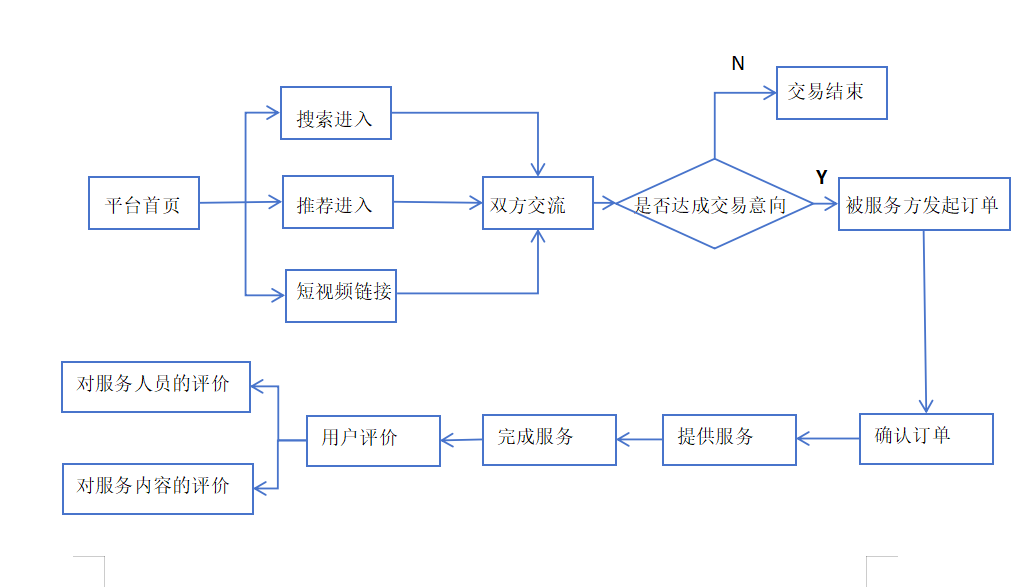 N
交易结束
搜索进入
平台首页
推荐进入
双方交流
是否达成交易意向
Y
被服务方发起订单
短视频链接
对服务人员的评价
用户评价
完成服务
提供服务
确认订单
对服务内容的评价